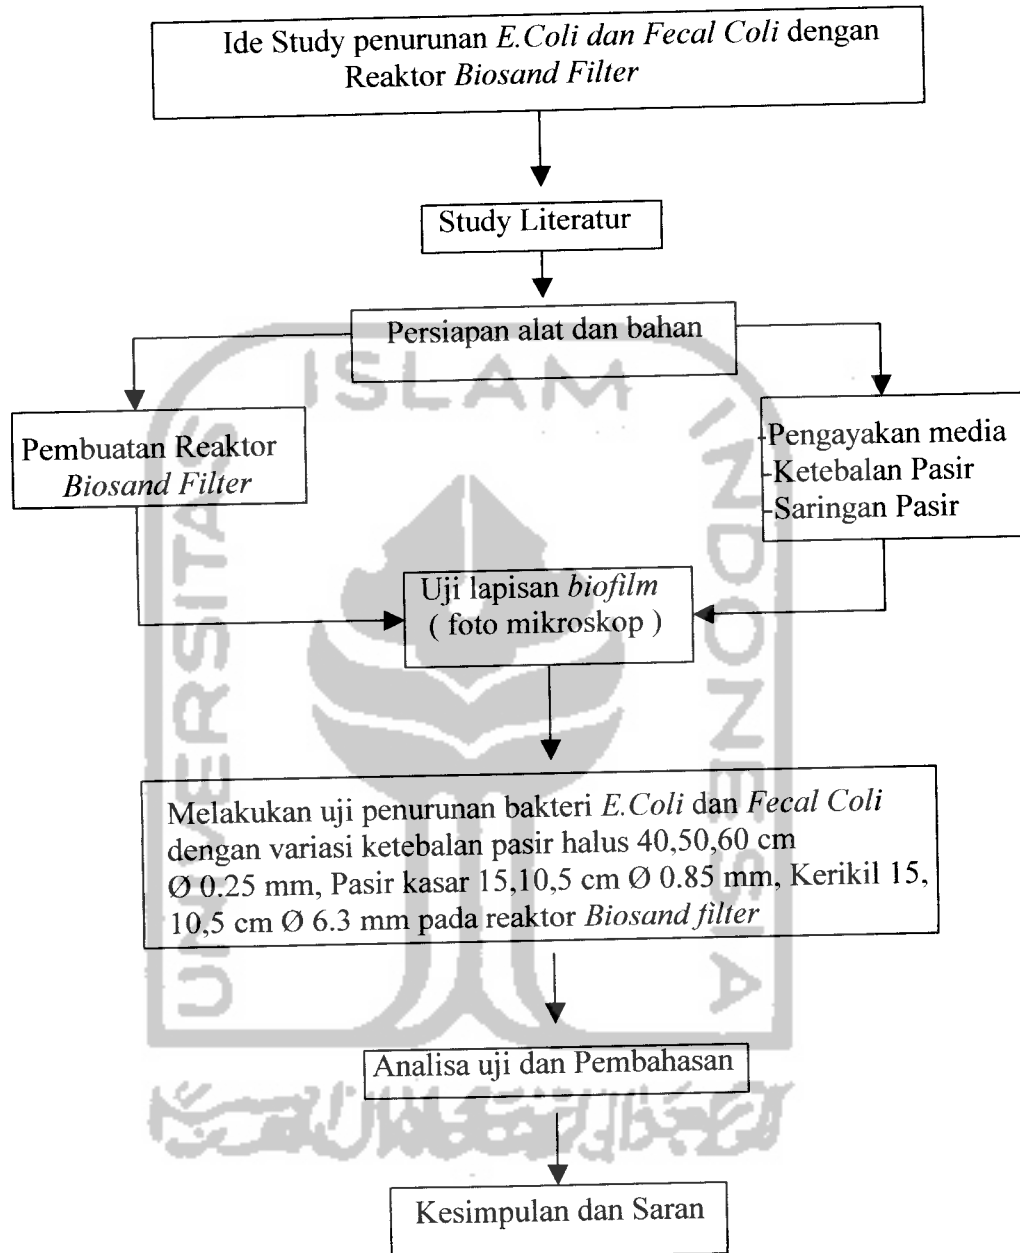 Ide Study penurunan E.Coli dan Fecal Coli dengan
Reaktor Biosand Filter
Study Literatur
Persiapan alat dan bahan
Pembuatan Reaktor
Biosand Filter
-Pengayakan media
-Ketebalan Pasir
-Saringan Pasir
Uji lapisan biofilm
( foto mikroskop )
Melakukan uji penurunan bakteri E.Coli dan Fecal Coli
dengan variasi ketebalan pasir halus 40,50,60 cm
Ø 0.25 mm, Pasir kasar 15,10,5 cm Ø 0.85 mm, Kerikil 15,
10,5 cm Ø 6.3 mm pada reaktor Biosand filter
Analisa uji dan Pembahasan
Kesimpulan dan Saran
UNIVERSITAS
ISLAM
INDONESIA